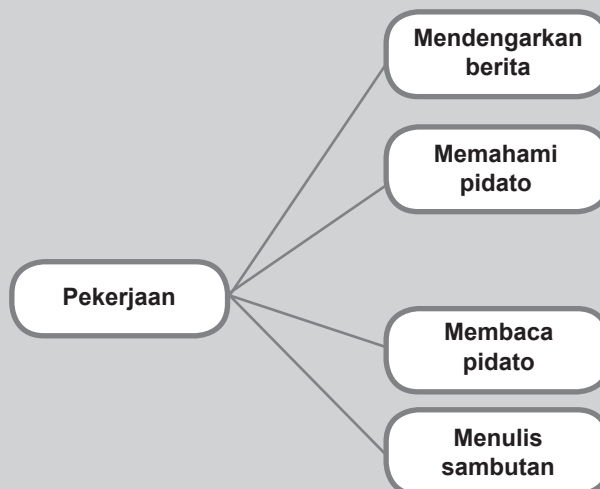 Mendengarkan
berita
Memahami
pidato
Pekerjaan
Membaca
pidato
Menulis
sambutan